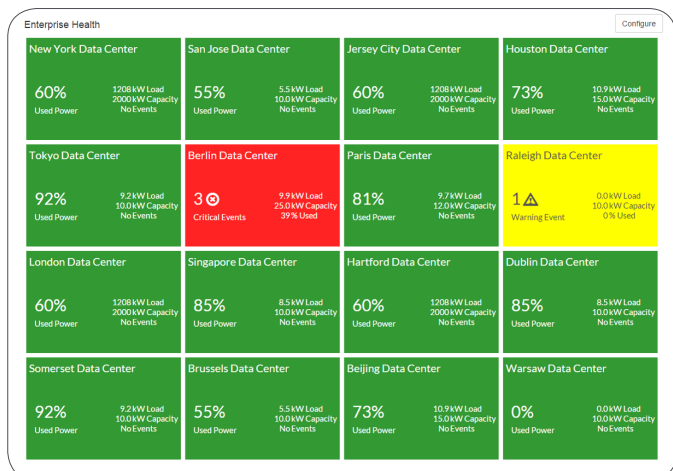 Enterprise Health
Configure
New York Data Center
60%
Used Power
1208 kW Load
2000 kW Capacity
No Events
San Jose Data Center
55%
Used Power
5.5 kW Load
10.0 kW Capacity
No Events
Jersey City Data Center
60%
Used Power
1208 kW Load
2000 kW Capacity
No Events
Houston Data Center
73%
Used Power
10.9 kW Load
15.0 kW Capacity
No Events
Tokyo Data Center
92%
Used Power
9.2 kW Load
10.0 kW Capacity
No Events
Berlin Data Center
3
Critical Events
9.9 kW Load
25.0 kW Capacity
39 % Used
Paris Data Center
81%
Used Power
9.7 kW Load
12.0 kW Capacity
No Events
Raleigh Data Center
1
Warning Event
0.0 kW Load
10.0 kW Capacity
0 % Used
London Data Center
60%
Used Power
1208 kW Load
2000 kW Capacity
No Events
Singapore Data Center
85%
Used Power
8.5 kW Load
10.0 kW Capacity
No Events
Hartford Data Center
60%
Used Power
1208 kW Load
2000 kW Capacity
No Events
Dublin Data Center
85%
Used Power
8.5 kW Load
10.0 kW Capacity
No Events
Somerset Data Center
92%
Used Power
9.2 kW Load
10.0 kW Capacity
No Events
Brussels Data Center
55%
Used Power
5.5 kW Load
10.0 kW Capacity
No Events
Beijing Data Center
73%
Used Power
10.9 kW Load
15.0 kW Capacity
No Events
Warsaw Data Center
0%
Used Power
0.0 kW Load
10.0 kW Capacity
No Events